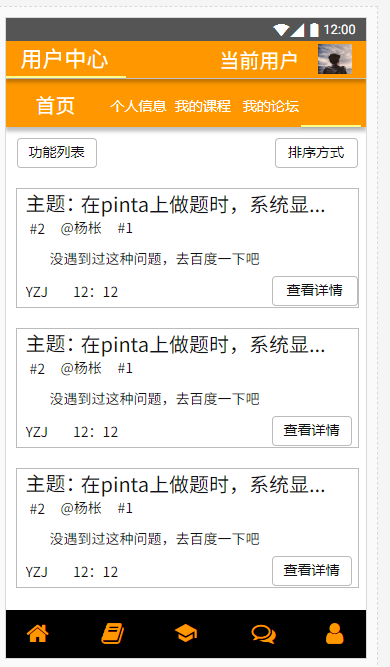 12:00
用户中心 当前用户
首页 个人信息 我的课程 我的论坛
功能列表 排序方式
主题：在pinta上做题时，系统显...
#2 @杨枨 #1
没遇到过这种问题，去百度一下吧
YZJ 12：12 查看详情
主题：在pinta上做题时，系统显...
#2 @杨枨 #1
没遇到过这种问题，去百度一下吧
YZJ 12：12 查看详情
主题：在pinta上做题时，系统显...
#2 @杨枨 #1
没遇到过这种问题，去百度一下吧
YZJ 12：12 查看详情